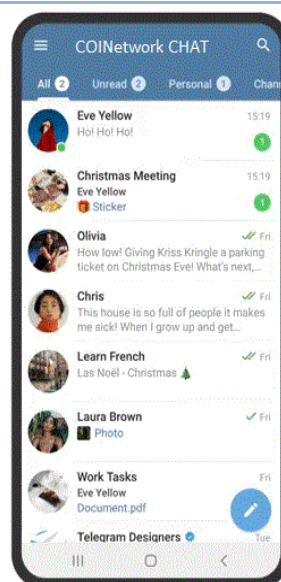 COINetwork CHAT
All 2 Unread 2 Personal 1 Chan
Eve Yellow 15:19
Ho! Ho! Ho! 1
Christmas Meeting 15:19
Eve Yellow
Sticker 1
Olivia Fri
How low! Giving Kriss Kringle a parking
ticket on Christmas Eve! What's next,...
Chris Fri
This house is so full of people it makes
me sick! When I grow up and get...
Learn French Fri
Las Noël - Christmas 🎄
Laura Brown Fri
Photo
Work Tasks Fri
Eve Yellow
Document.pdf
Telegram Designers Tue